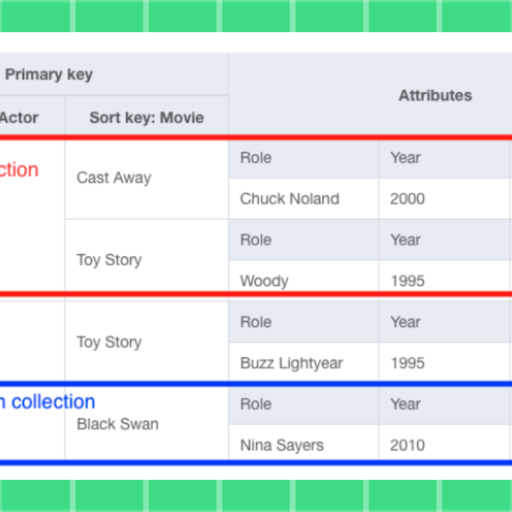 Primary key
Attributes
Actor
Sort key: Movie
Cast Away
Role
Year
Chuck Noland
2000
Toy Story
Role
Year
Woody
1995
Toy Story
Role
Year
Buzz Lightyear
1995
collection
Black Swan
Role
Year
Nina Sayers
2010